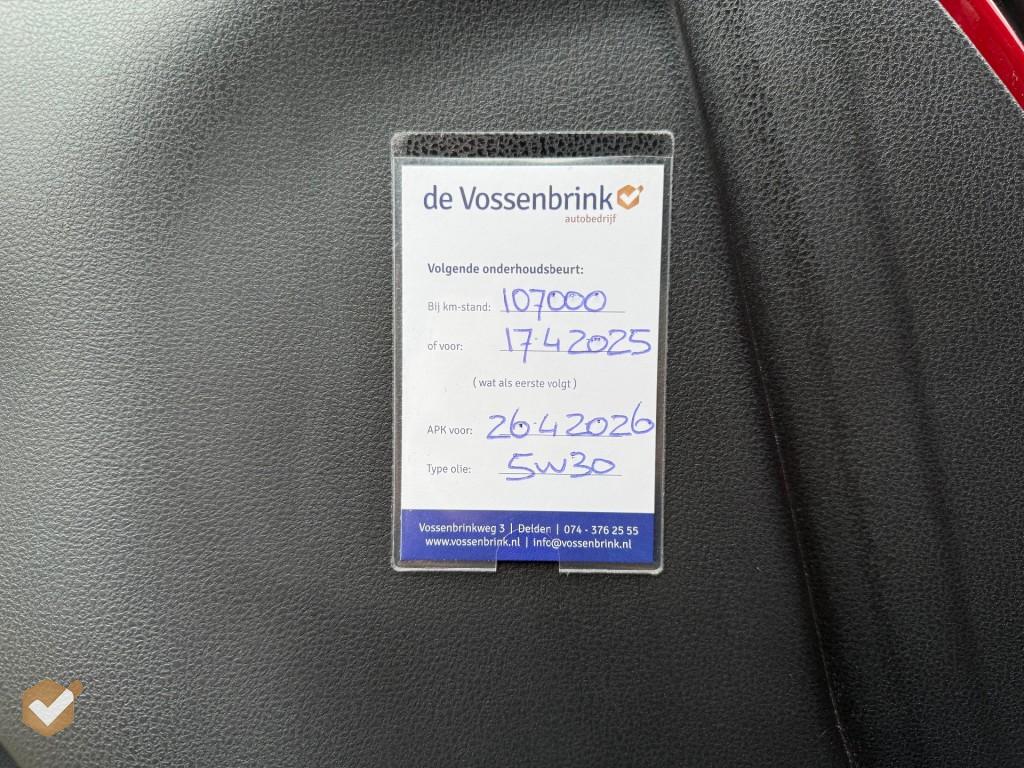 de Vossenbrink
autobedrijf
Volgende onderhoudsbeurt:
Bij km-stand: 107000
of voor: 17.4 2025
( wat als eerste volgt )
APK voor: 26.4 2026
Type olie: 5w30
Vossenbrinkweg 3 | Delden | 074 - 376 25 55
www.vossenbrink.nl | info@vossenbrink.nl